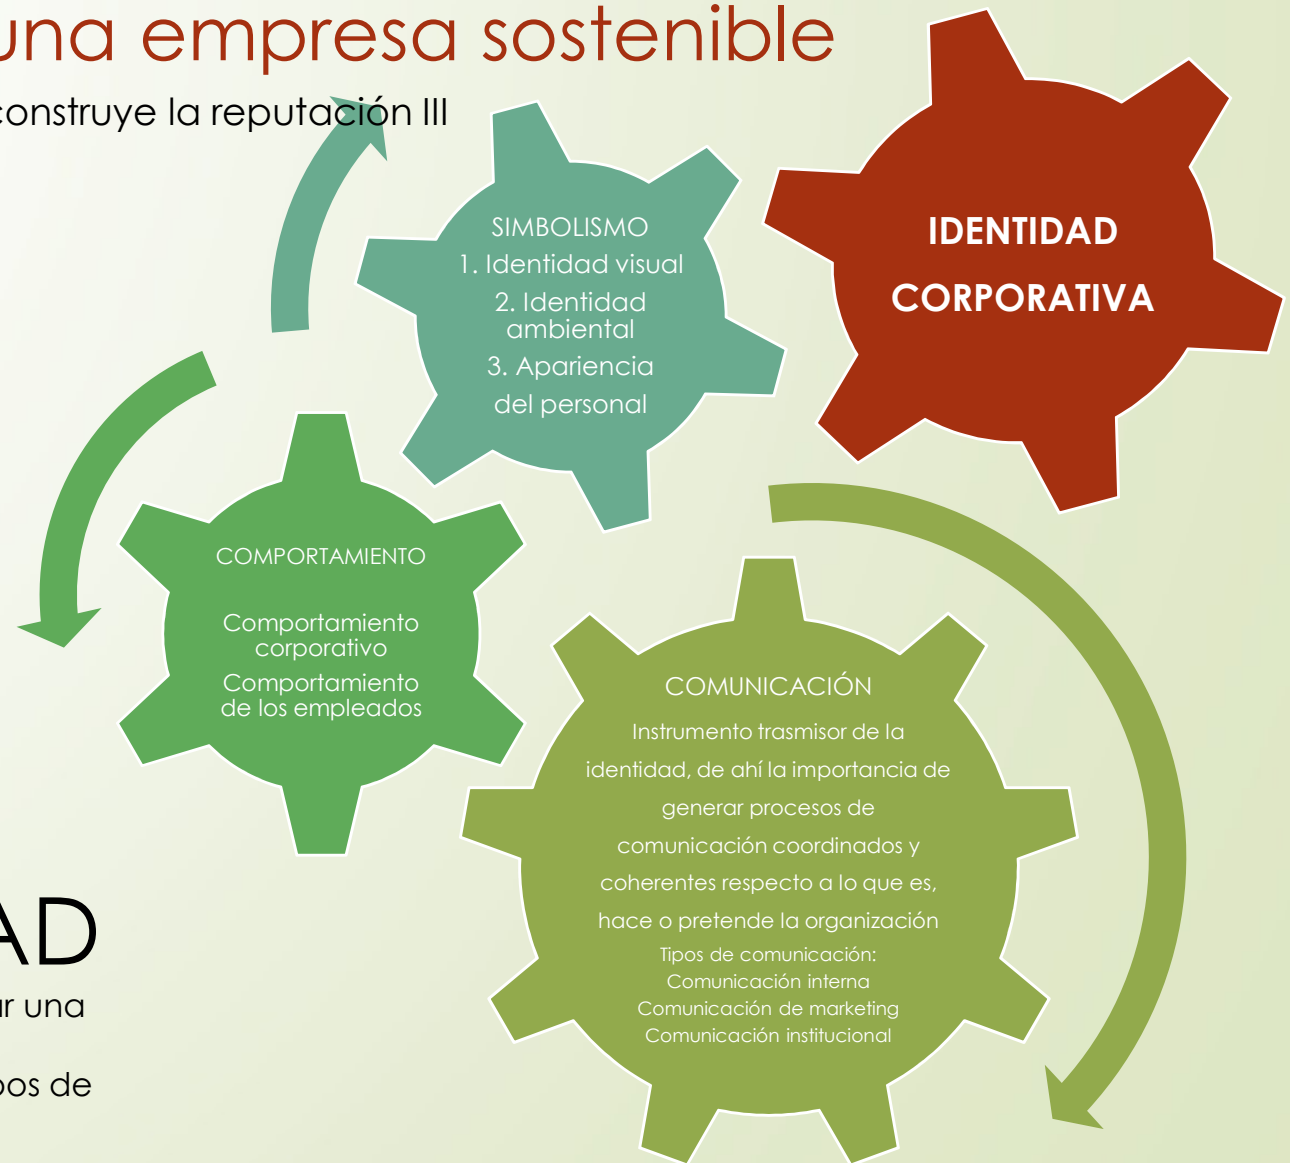 una empresa sostenible
construye la reputación III
SIMBOLISMO
1. Identidad visual
2. Identidad
ambiental
3. Apariencia
del personal
IDENTIDAD
CORPORATIVA
COMPORTAMIENTO
Comportamiento
corporativo
Comportamiento
de los empleados
COMUNICACIÓN
Instrumento trasmisor de la
identidad, de ahí la importancia de
generar procesos de
comunicación coordinados y
coherentes respecto a lo que es,
hace o pretende la organización
Tipos de comunicación:
Comunicación interna
Comunicación de marketing
Comunicación institucional
AD
una
de